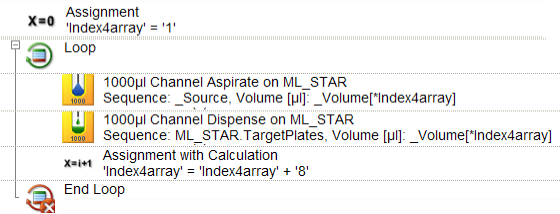 X=0 Assignment
'Index4array' = '1'
Loop
1000 1000µl Channel Aspirate on ML_STAR
Sequence: _Source, Volume [µl]: _Volume[*Index4array]
1000 1000µl Channel Dispense on ML_STAR
Sequence: ML_STAR.TargetPlates, Volume [µl]: _Volume[*Index4array]
X=i+1 Assignment with Calculation
'Index4array' = 'Index4array' + '8'
End Loop